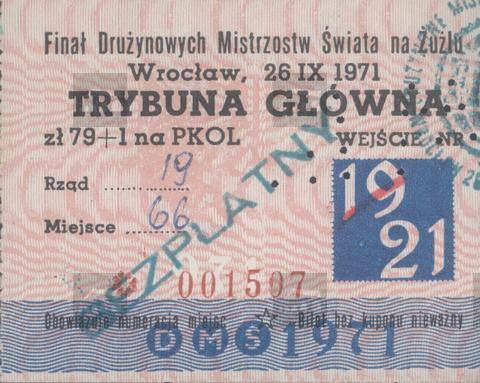 Finał Drużynowych Mistrzostw Świata na Żużlu
Wrocław, 26 IX 1971
TRYBUNA GŁÓWNA
zł 79+1 na PKOL WEJŚCIE NR
Rząd 19
19
Miejsce 66
21
BEZPŁATNY
001507
Obowiązuje numeracja miejsc ☆ Bilet bez kuponu nieważny
DMŚ 1971